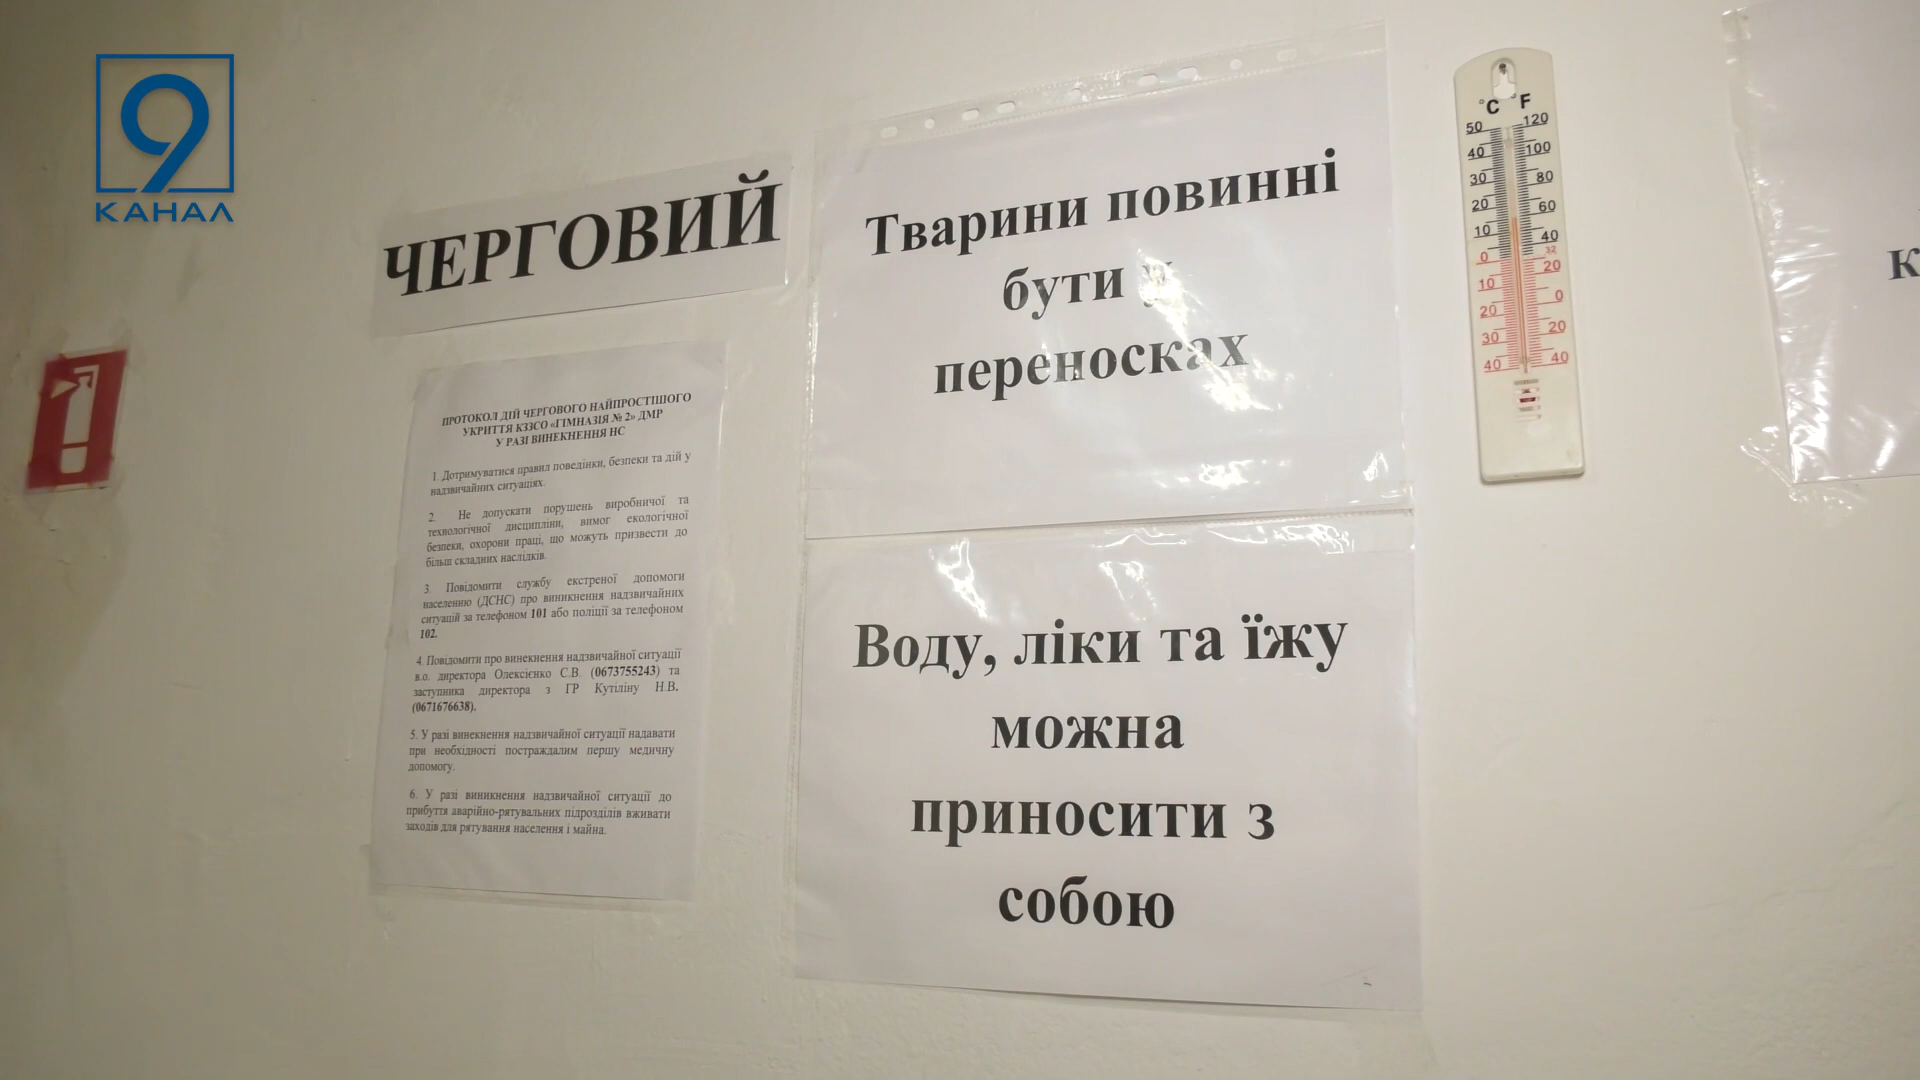 9
КАНАЛ
ЧЕРГОВИЙ
ПРОТОКОЛ ДІЙ ЧЕРГОВОГО НАЙПРОСТІШОГО
УКРИТТЯ КЗЗСО «ГІМНАЗІЯ № 2» ДМР
У РАЗІ ВИНЕКНЕННЯ НС
1. Дотримуватися правил поведінки, безпеки та дій у
надзвичайних ситуаціях.
2. Не допускати порушень виробничої та
технологічної дисципліни, вимог екологічної
безпеки, охорони праці, що можуть призвести до
більш складних наслідків.
3. Повідомити службу екстреної допомоги
населенню (ДСНС) про виникнення надзвичайних
ситуацій за телефоном 101 або поліції за телефоном
102.
4. Повідомити про винекнення надзвичайної ситуації
в.о. директора Олексієнко С.В. (0673755243) та
заступника директора з ГР Кутіліну Н.В.
(0671676638).
5. У разі винекнення надзвичайної ситуації надавати
при необхідності постраждалим першу медичну
допомогу.
6. У разі виникнення надзвичайної ситуації до
прибуття аварійно-рятувальних підрозділів вживати
заходів для рятування населення і майна.
Тварини повинні
бути у
переносках
Воду, ліки та їжу
можна
приносити з
собою
°C °F
50 120
40 100
30 80
20 60
10 40
0 32
10 20
20 0
30 20
40 40